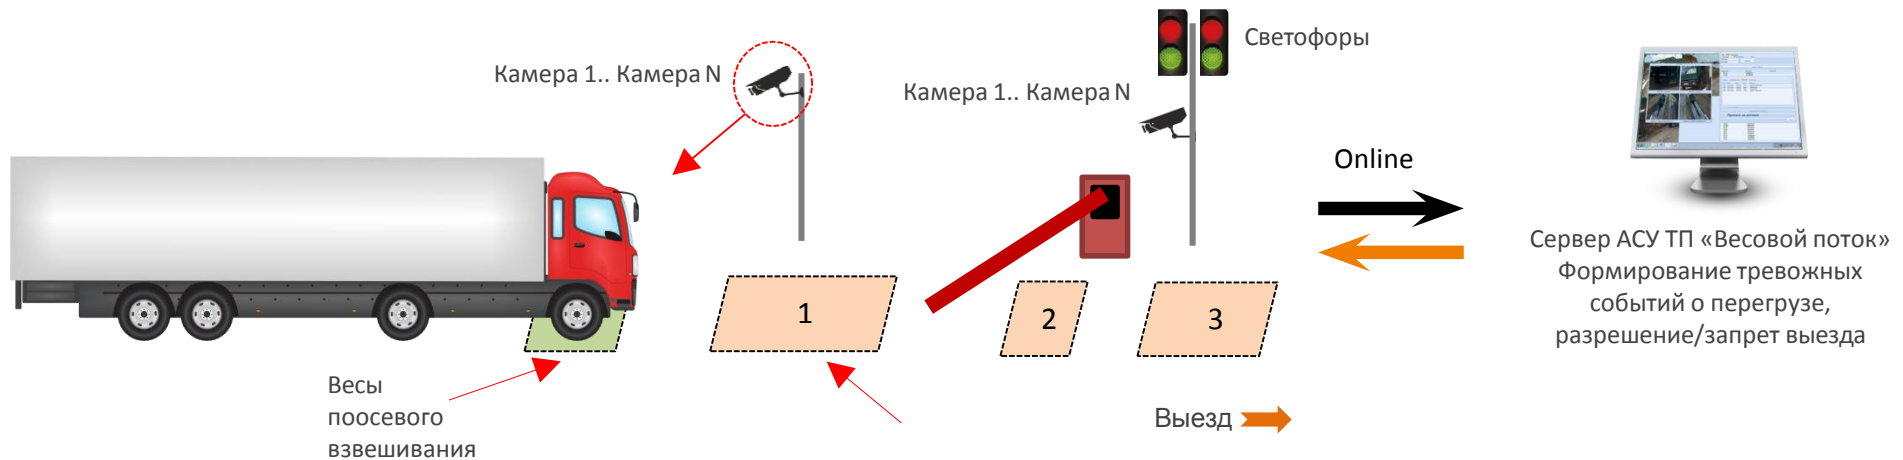 Светофоры
Камера 1.. Камера N
Камера 1.. Камера N
Online
Сервер АСУ ТП «Весовой поток»
Формирование тревожных
событий о перегрузе,
разрешение/запрет выезда
1
2
3
Весы
поосевого
взвешивания
Выезд